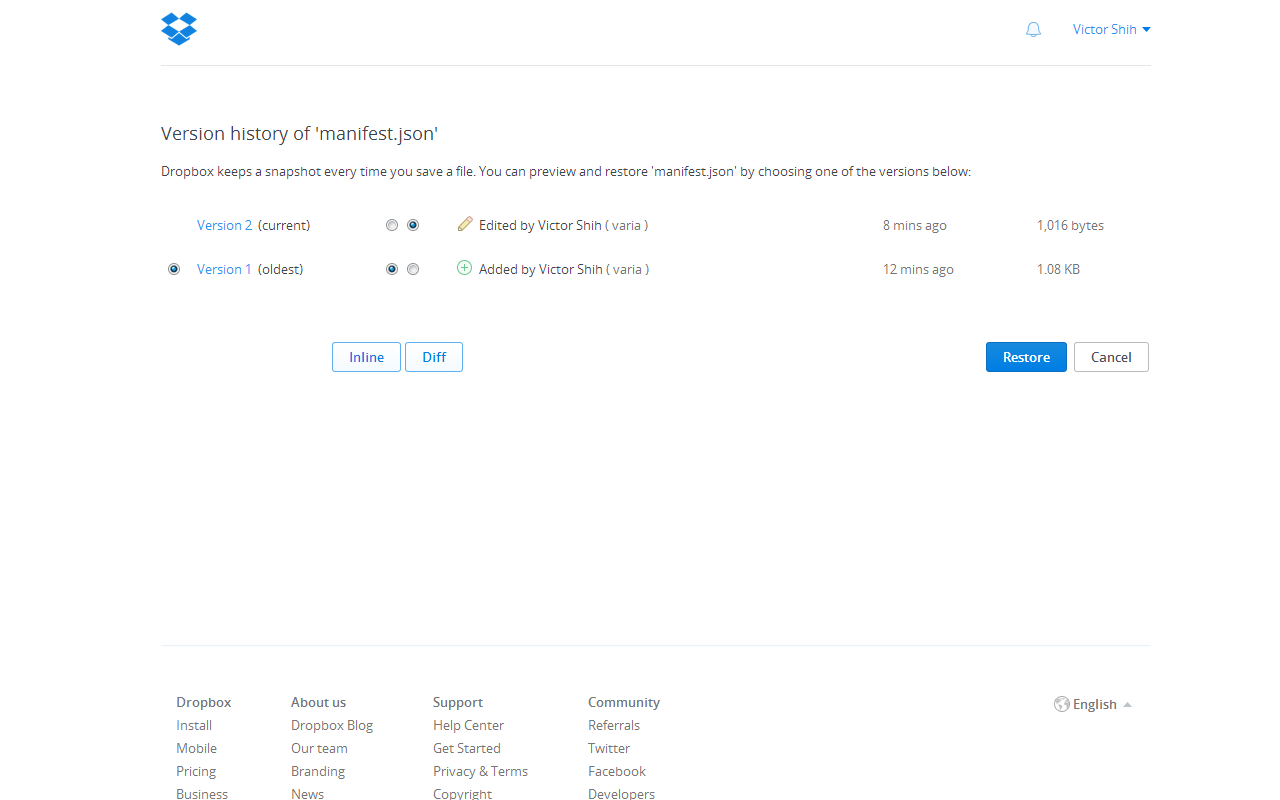 Victor Shih
Version history of 'manifest.json'
Dropbox keeps a snapshot every time you save a file. You can preview and restore 'manifest.json' by choosing one of the versions below:
Version 2 (current) Edited by Victor Shih ( varia ) 8 mins ago 1,016 bytes
Version 1 (oldest) Added by Victor Shih ( varia ) 12 mins ago 1.08 KB
Inline Diff Restore Cancel
Dropbox About us Support Community English
Install Dropbox Blog Help Center Referrals
Mobile Our team Get Started Twitter
Pricing Branding Privacy & Terms Facebook
Business News Copyright Developers